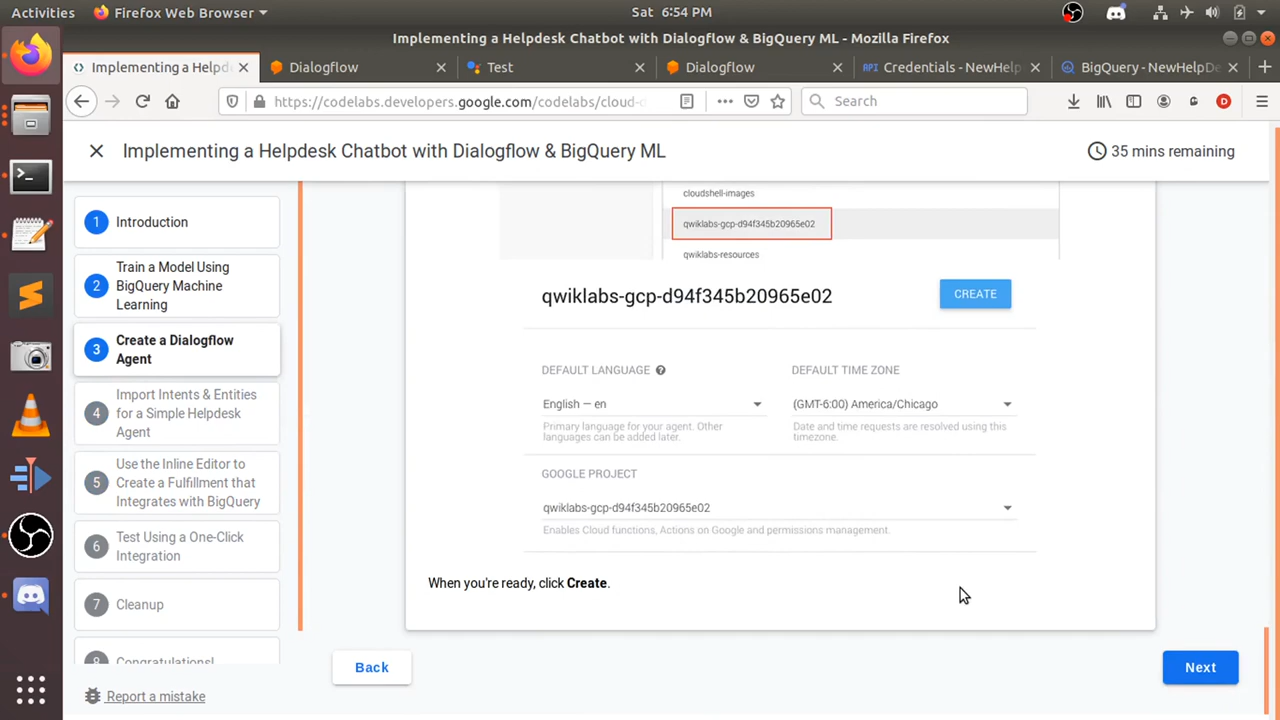 Activities
Firefox Web Browser
Sat 6:54 PM
Implementing a Helpdesk Chatbot with Dialogflow & BigQuery ML - Mozilla Firefox
Implementing a Helpd
Dialogflow
Test
Dialogflow
API Credentials - NewHelp
BigQuery - NewHelpDe
https://codelabs.developers.google.com/codelabs/cloud-
Search
Implementing a Helpdesk Chatbot with Dialogflow & BigQuery ML
35 mins remaining
1 Introduction
2 Train a Model Using
BigQuery Machine
Learning
3 Create a Dialogflow
Agent
4 Import Intents & Entities
for a Simple Helpdesk
Agent
5 Use the Inline Editor to
Create a Fulfillment that
Integrates with BigQuery
6 Test Using a One-Click
Integration
7 Cleanup
8 Congratulations!
Report a mistake
cloudshell-images
qwiklabs-gcp-d94f345b20965e02
qwiklabs-resources
qwiklabs-gcp-d94f345b20965e02
CREATE
DEFAULT LANGUAGE
DEFAULT TIME ZONE
English — en
(GMT-6:00) America/Chicago
Primary language for your agent. Other
languages can be added later.
Date and time requests are resolved using this
timezone.
GOOGLE PROJECT
qwiklabs-gcp-d94f345b20965e02
Enables Cloud functions, Actions on Google and permissions management.
When you're ready, click Create.
Back
Next